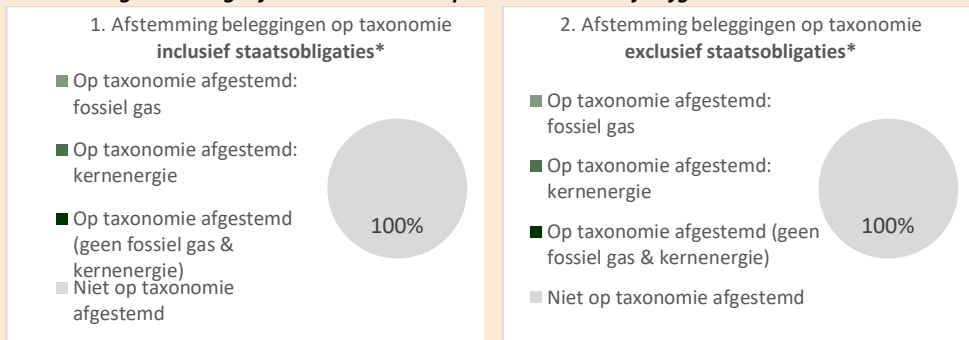 1. Afstemming beleggingen op taxonomie
inclusief staatsobligaties*
Op taxonomie afgestemd:
fossiel gas
Op taxonomie afgestemd:
kernenergie
Op taxonomie afgestemd
(geen fossiel gas &
kernenergie)
Niet op taxonomie
afgestemd
100%
2. Afstemming beleggingen op taxonomie
exclusief staatsobligaties*
Op taxonomie afgestemd:
fossiel gas
Op taxonomie afgestemd:
kernenergie
Op taxonomie afgestemd (geen
fossiel gas & kernenergie)
Niet op taxonomie afgestemd
100%